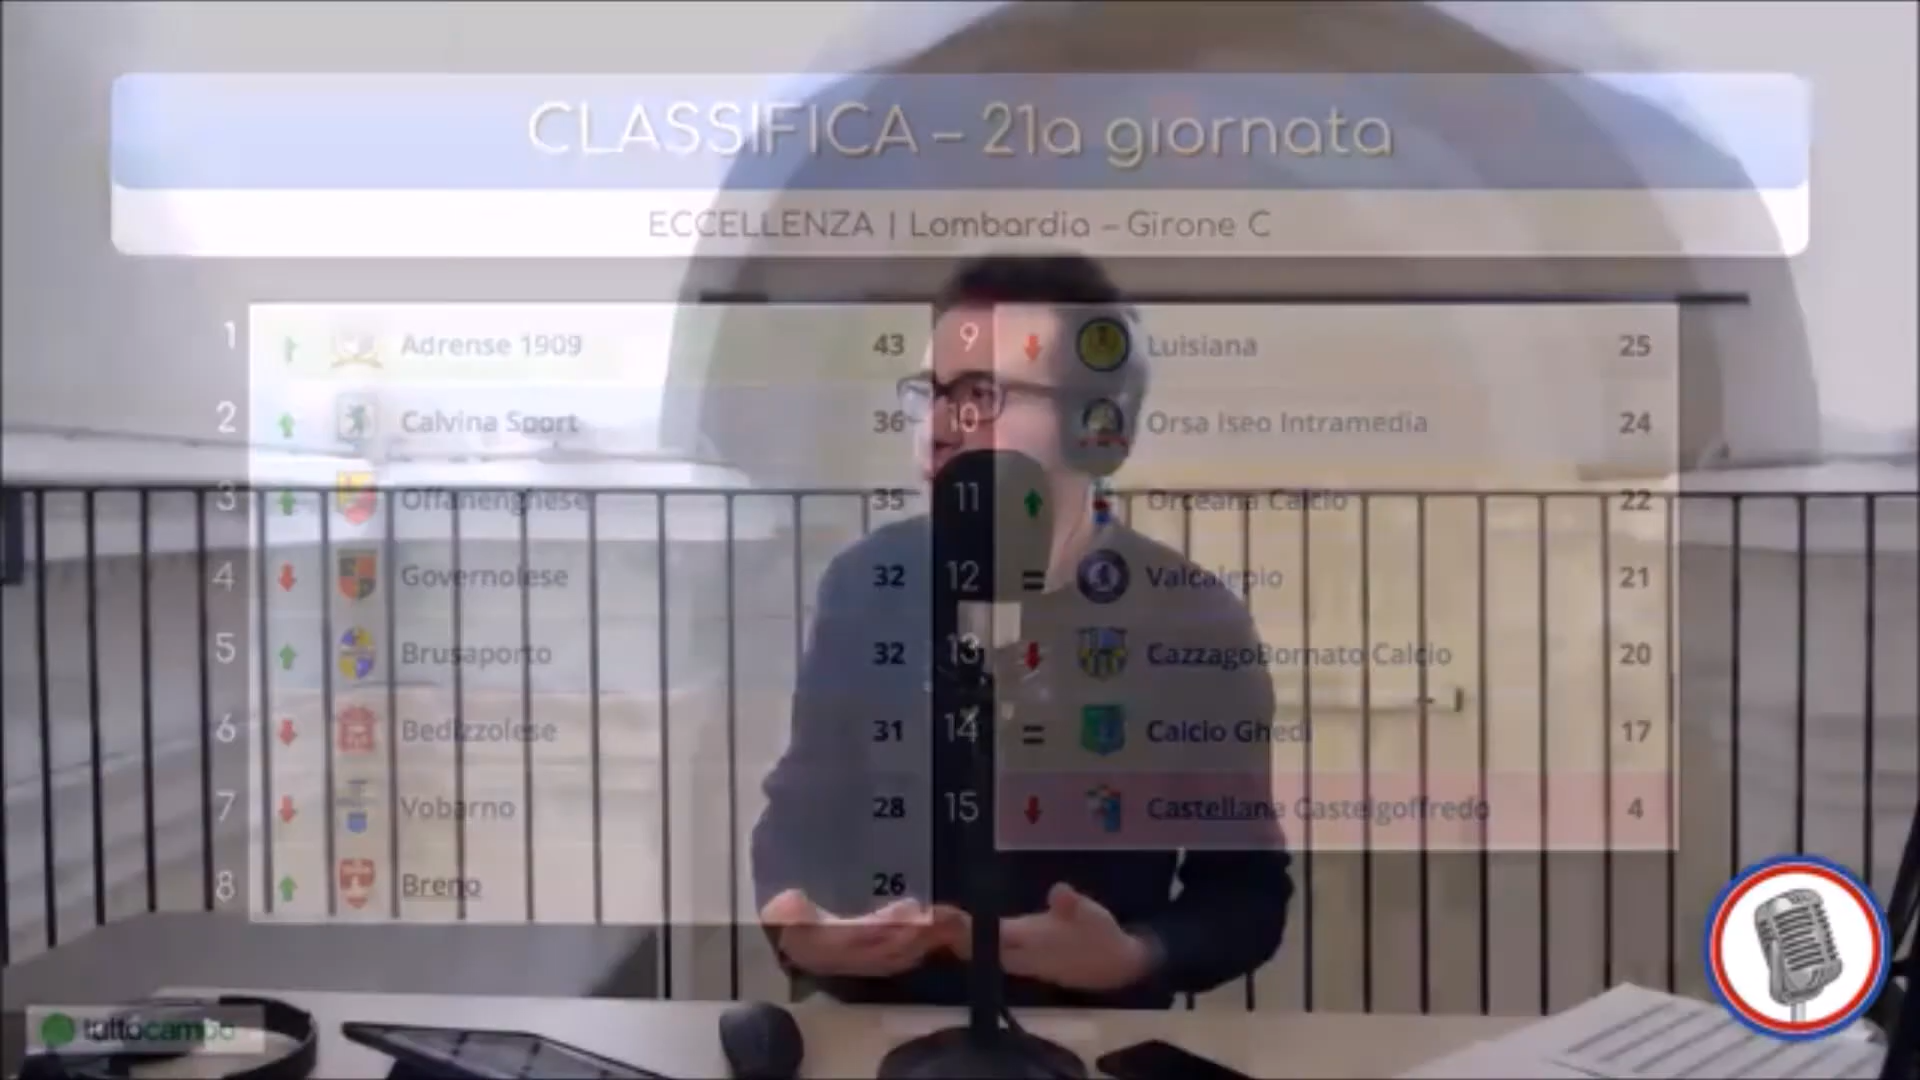 CLASSIFICA – 21a giornata
ECCELLENZA | Lombardia – Girone C
1 Adrense 1909 43
2 Calvina Sport 36
3 Offanenghese 35
4 Governolese 32
5 Brusaporto 32
6 Bedizzolese 31
7 Vobarno 28
8 Breno 26
9 Luisiana 25
10 Orsa Iseo Intramedia 24
11 Orceana Calcio 22
12 = Valcalepio 21
13 CazzagoBornato Calcio 20
14 = Calcio Ghedi 17
15 Castellana Castelgoffredo 4
tuttocampo